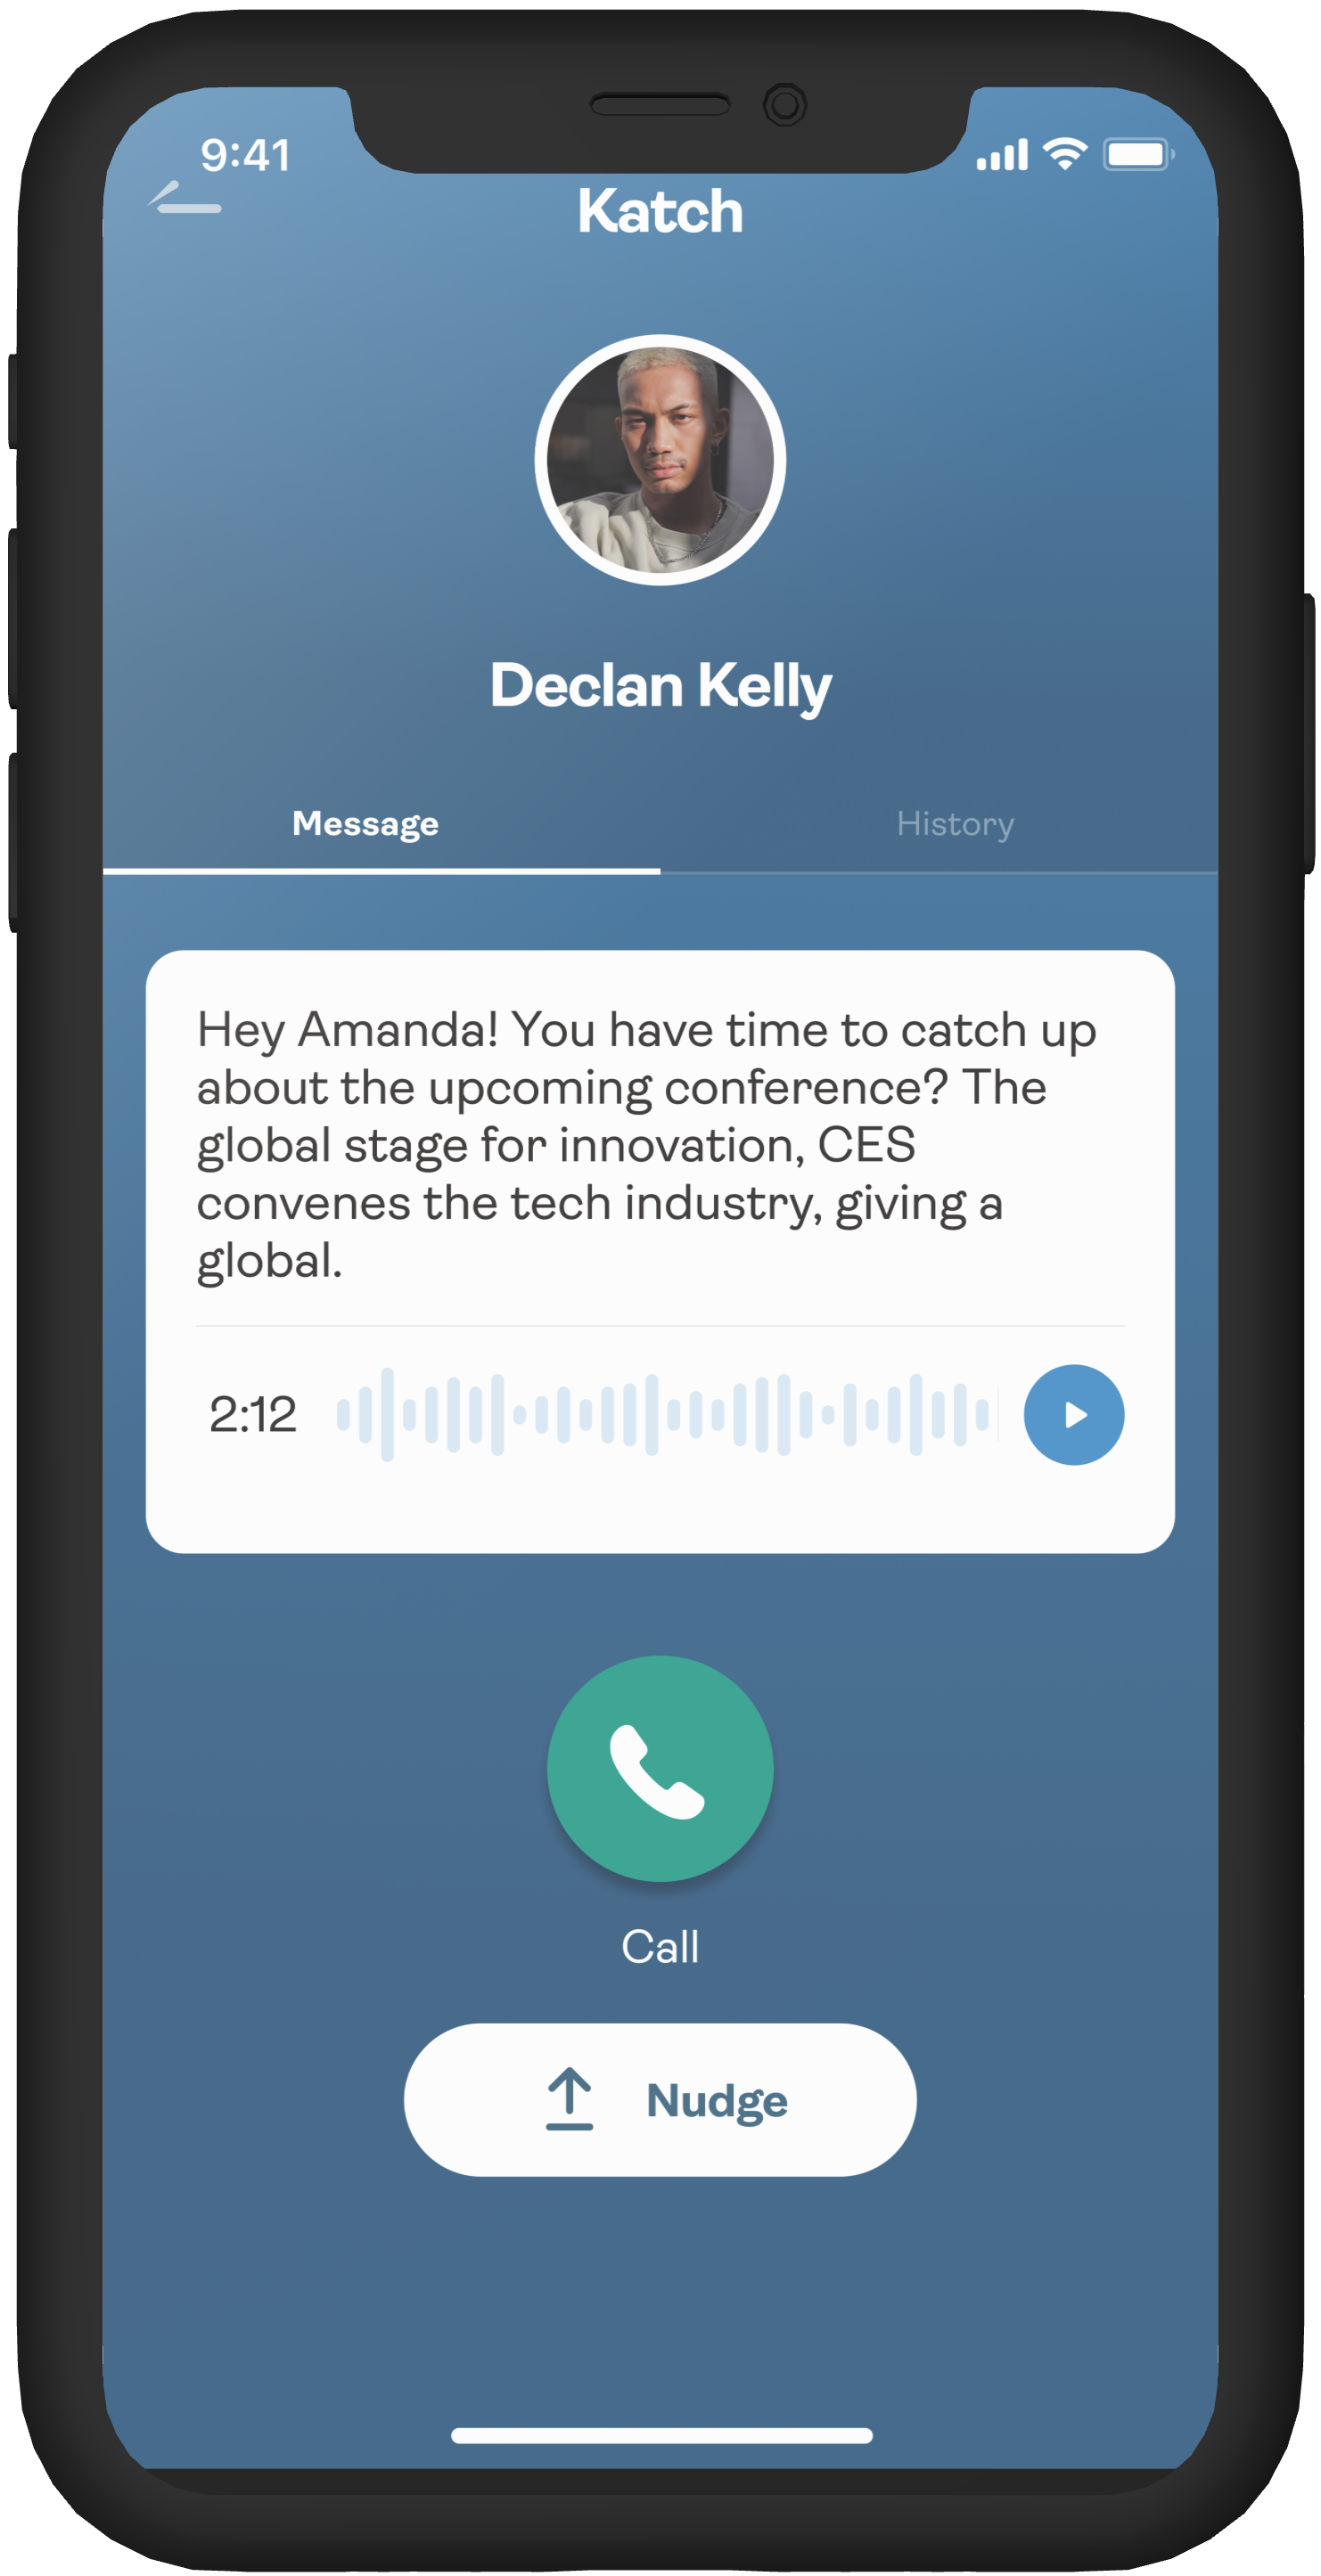 9:41
Katch
Declan Kelly
Message
History
Hey Amanda! You have time to catch up
about the upcoming conference? The
global stage for innovation, CES
convenes the tech industry, giving a
global.
2:12
Call
Nudge